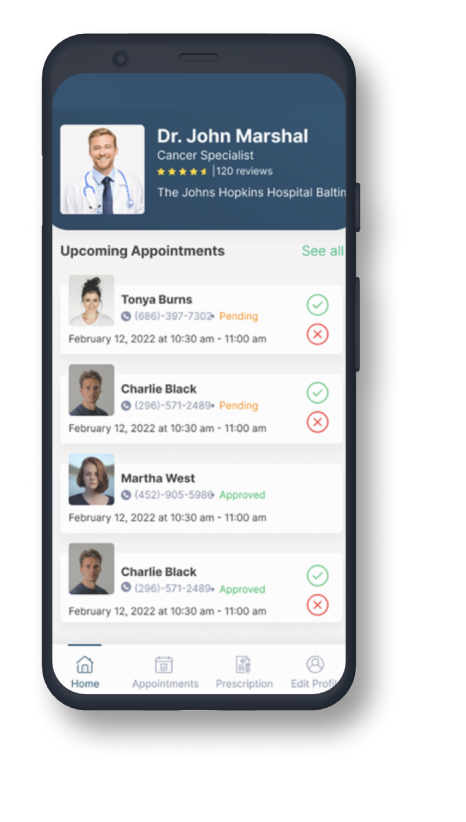 Dr. John Marshal
Cancer Specialist
|120 reviews
The Johns Hopkins Hospital Baltin
Upcoming Appointments See all
Tonya Burns
(686)-397-7302• Pending
February 12, 2022 at 10:30 am - 11:00 am
Charlie Black
(296)-571-2489• Pending
February 12, 2022 at 10:30 am - 11:00 am
Martha West
(452)-905-5986• Approved
February 12, 2022 at 10:30 am - 11:00 am
Charlie Black
(296)-571-2489• Approved
February 12, 2022 at 10:30 am - 11:00 am
Home Appointments Prescription Edit Profil